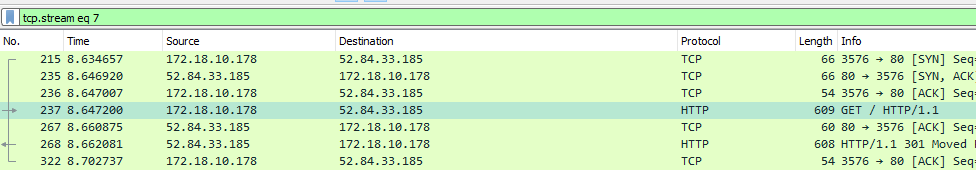 tcp.stream eq 7
No. Time Source Destination Protocol Length Info
215 8.634657 172.18.10.178 52.84.33.185 TCP 66 3576 → 80 [SYN] Seq=
235 8.646920 52.84.33.185 172.18.10.178 TCP 66 80 → 3576 [SYN, ACK
236 8.647007 172.18.10.178 52.84.33.185 TCP 54 3576 → 80 [ACK] Seq=
237 8.647200 172.18.10.178 52.84.33.185 HTTP 609 GET / HTTP/1.1
267 8.660875 52.84.33.185 172.18.10.178 TCP 60 80 → 3576 [ACK] Seq=
268 8.662081 52.84.33.185 172.18.10.178 HTTP 608 HTTP/1.1 301 Moved
322 8.702737 172.18.10.178 52.84.33.185 TCP 54 3576 → 80 [ACK] Seq=